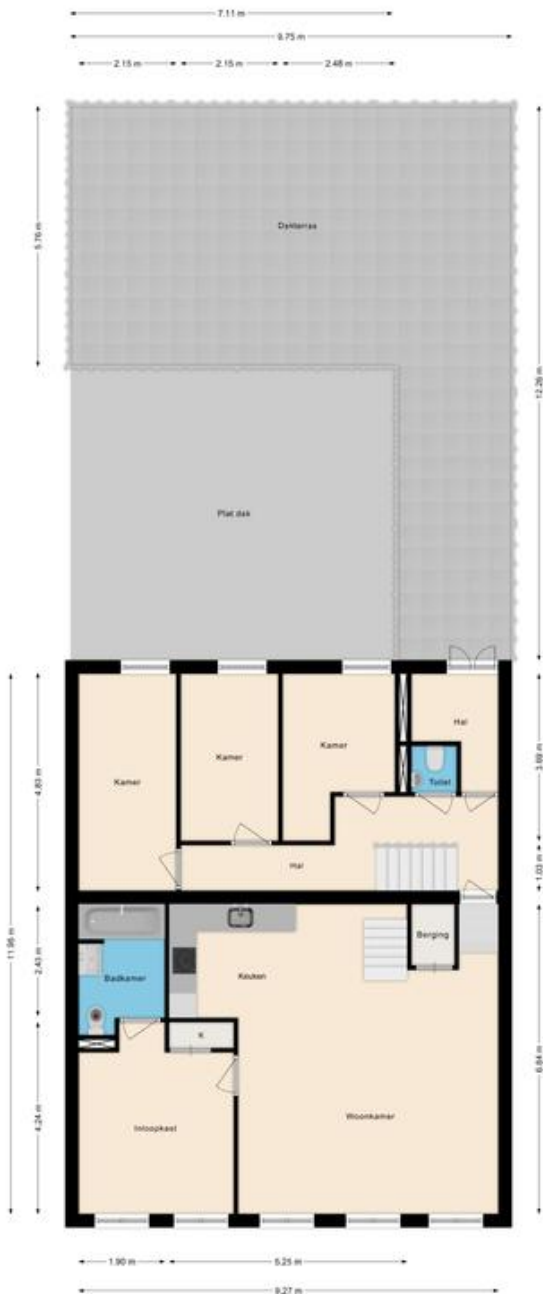 7.11 m
9.75 m
2.15 m
2.15 m
2.48 m
5.76 m
Dakterras
12.26 m
Plat dak
Hal
Kamer
Kamer
Kamer
Toilet
3.69 m
4.83 m
Hal
1.03 m
11.95 m
Berging
2.43 m
Badkamer
Keuken
K
6.84 m
4.24 m
Inloopkast
Woonkamer
1.90 m
5.25 m
9.27 m